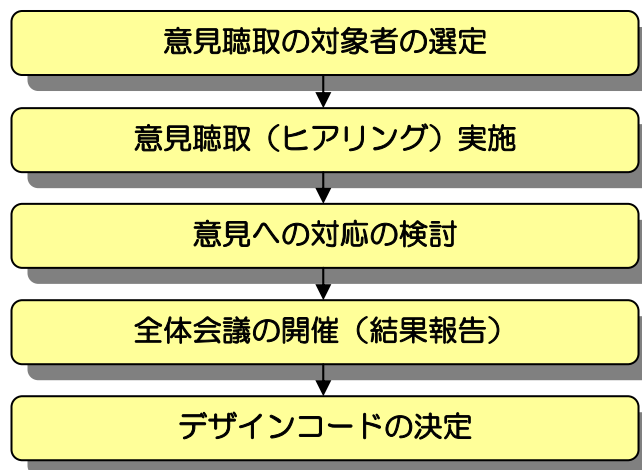 意見聴取の対象者の選定
意見聴取（ヒアリング）実施
意見への対応の検討
全体会議の開催（結果報告）
デザインコードの決定